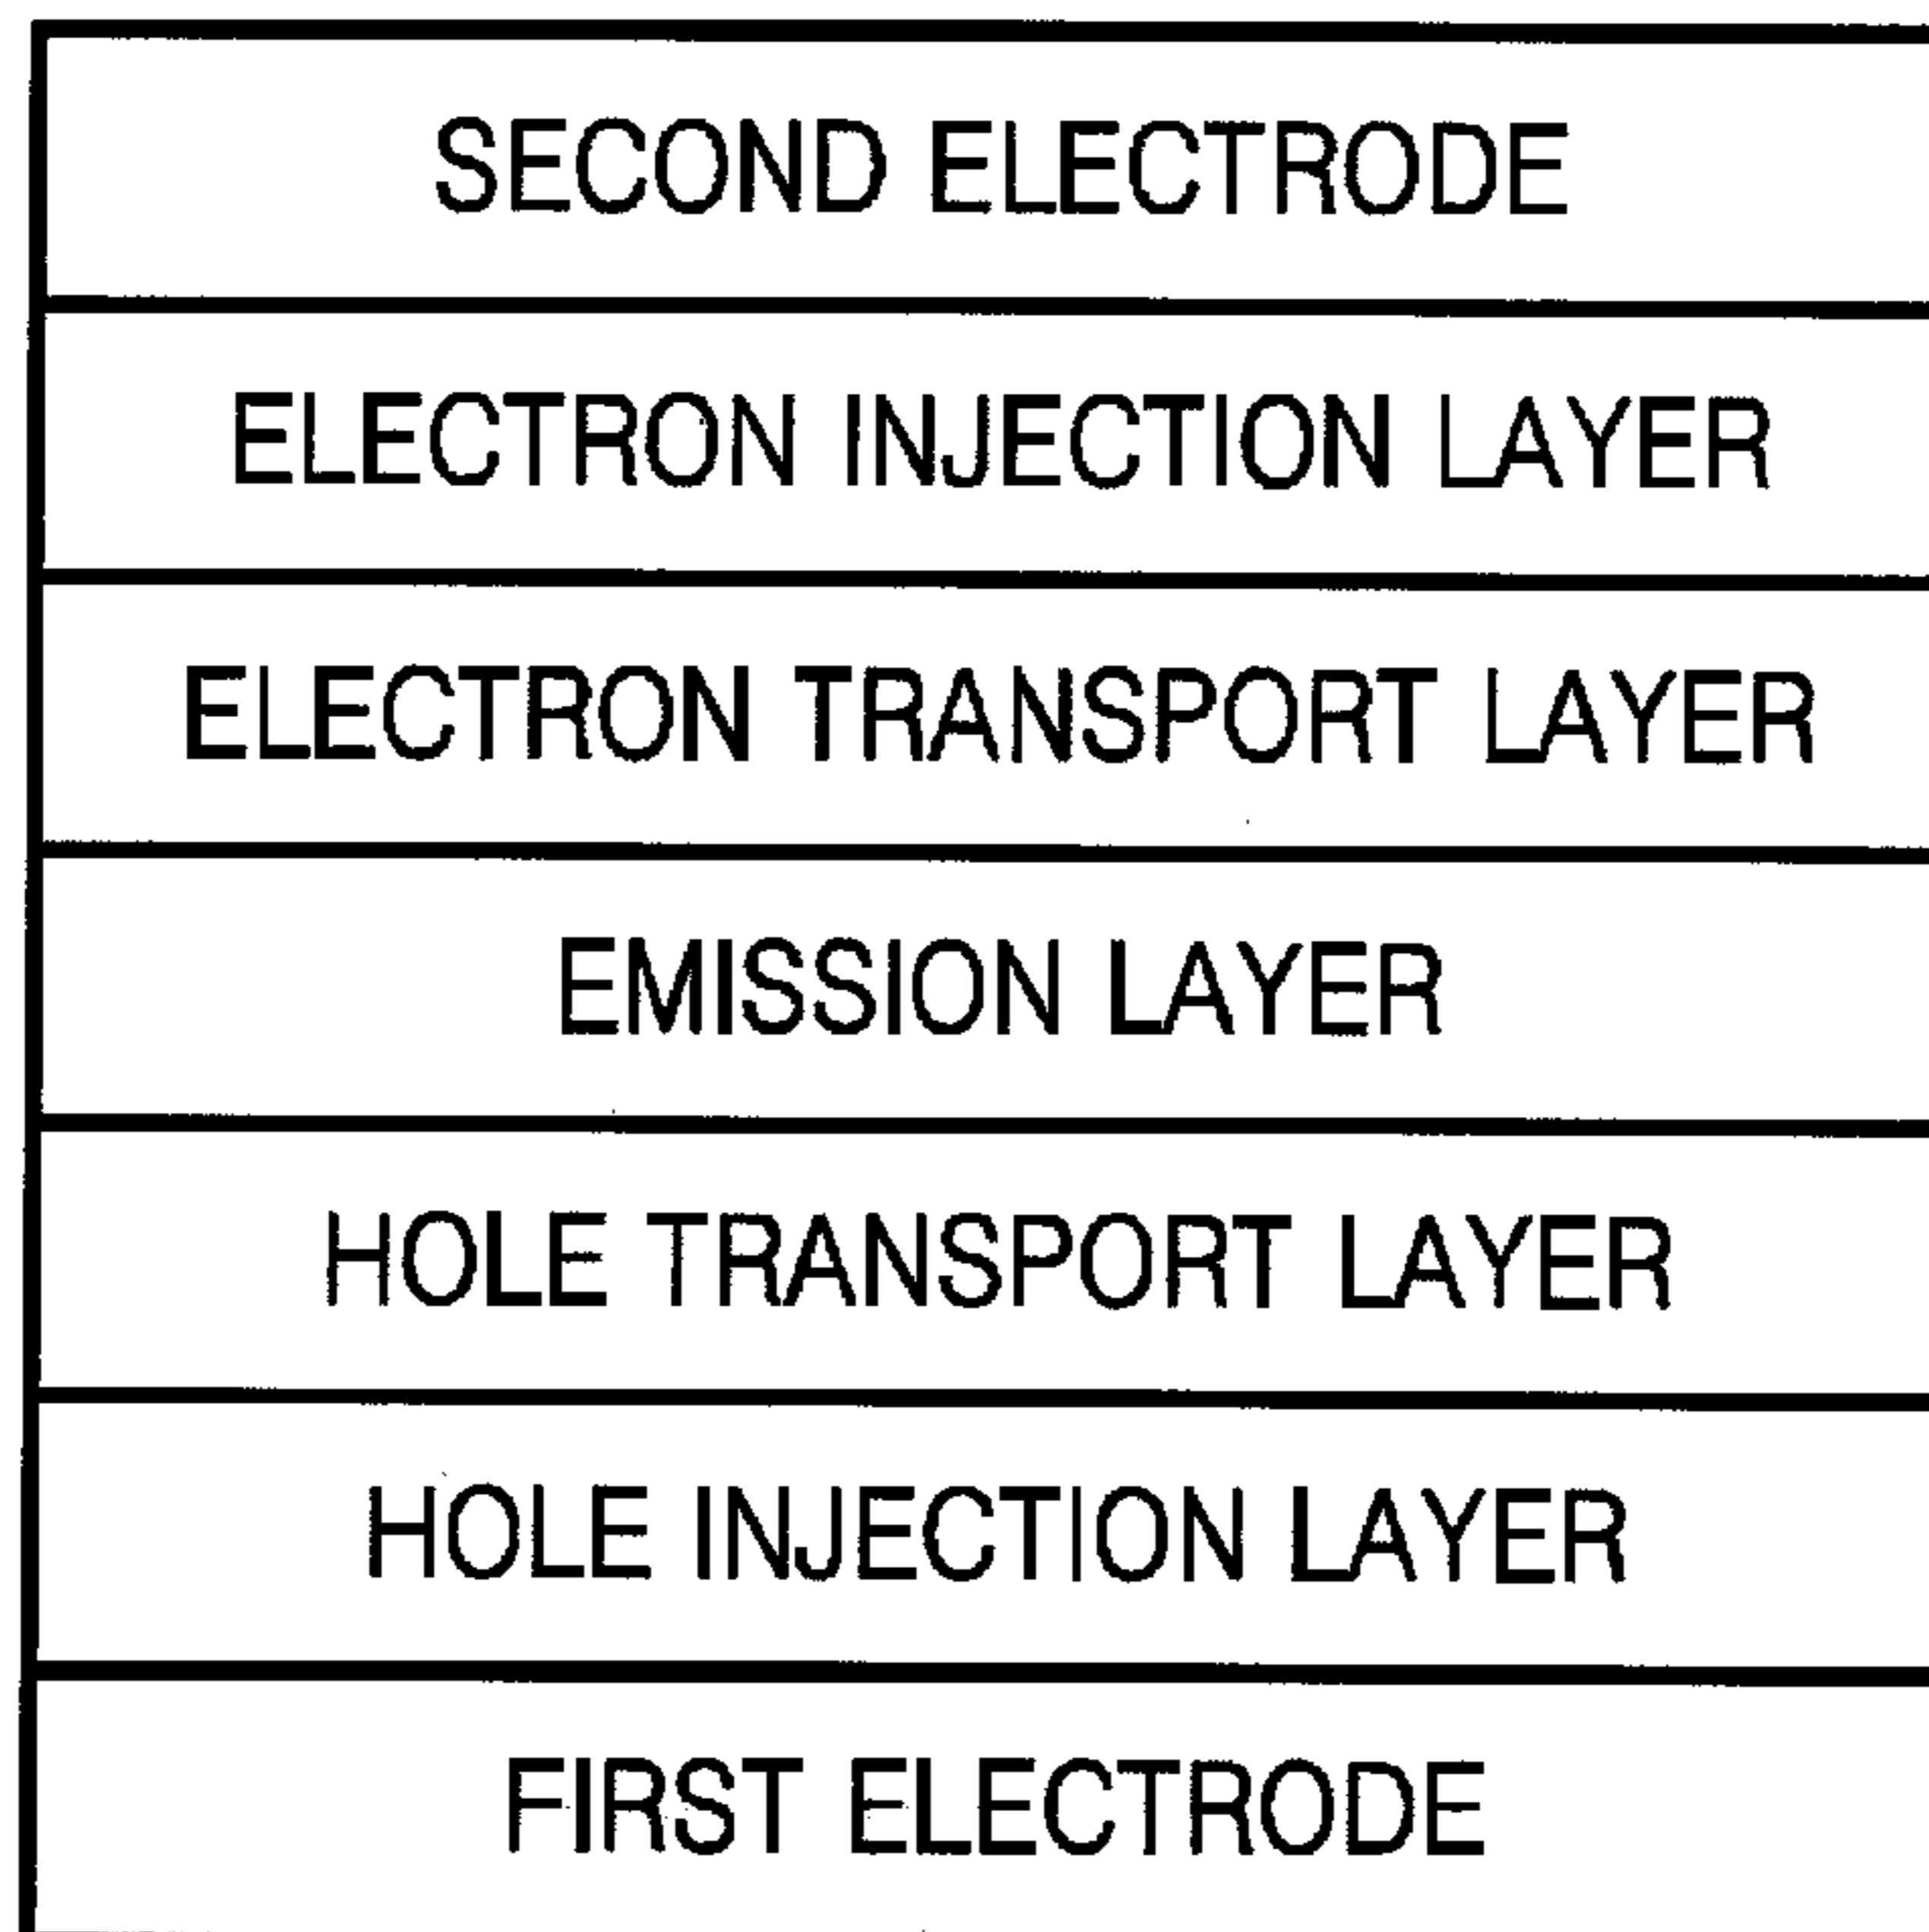 SECOND ELECTRODE
ELECTRON INJECTION LAYER
ELECTRON TRANSPORT LAYER
EMISSION LAYER
HOLE TRANSPORT LAYER
HOLE INJECTION LAYER
FIRST ELECTRODE